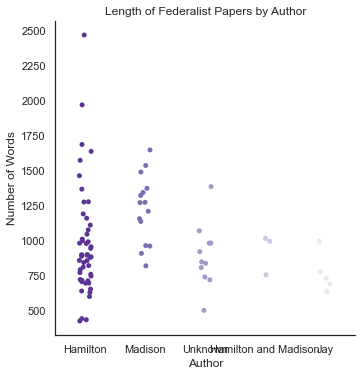 Length of Federalist Papers by Author
2500
2250
2000
1750
1500
1250
1000
750
500
Number of Words
Hamilton Madison Unknown Hamilton and Madison Jay
Author